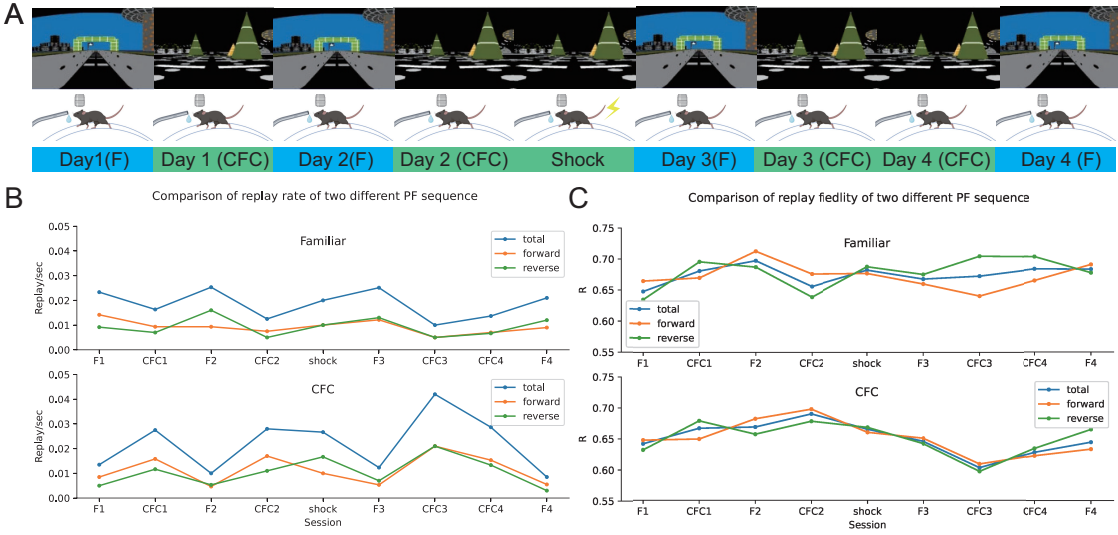 A
Day1(F) Day 1 (CFC) Day 2(F) Day 2 (CFC) Shock Day 3(F) Day 3 (CFC) Day 4 (CFC) Day 4 (F)
B
Comparison of replay rate of two different PF sequence
Familiar
total
forward
reverse
Replay/sec
0.05
0.04
0.03
0.02
0.01
0.00
F1 CFC1 F2 CFC2 shock F3 CFC3 CFC4 F4
CFC
total
forward
reverse
Replay/sec
0.05
0.04
0.03
0.02
0.01
0.00
F1 CFC1 F2 CFC2 shock F3 CFC3 CFC4 F4
Session
C
Comparison of replay fiedlity of two different PF sequence
Familiar
total
forward
reverse
R
0.75
0.70
0.65
0.60
0.55
F1 CFC1 F2 CFC2 shock F3 CFC3 CFC4 F4
CFC
total
forward
reverse
R
0.75
0.70
0.65
0.60
0.55
F1 CFC1 F2 CFC2 shock F3 CFC3 CFC4 F4
Session